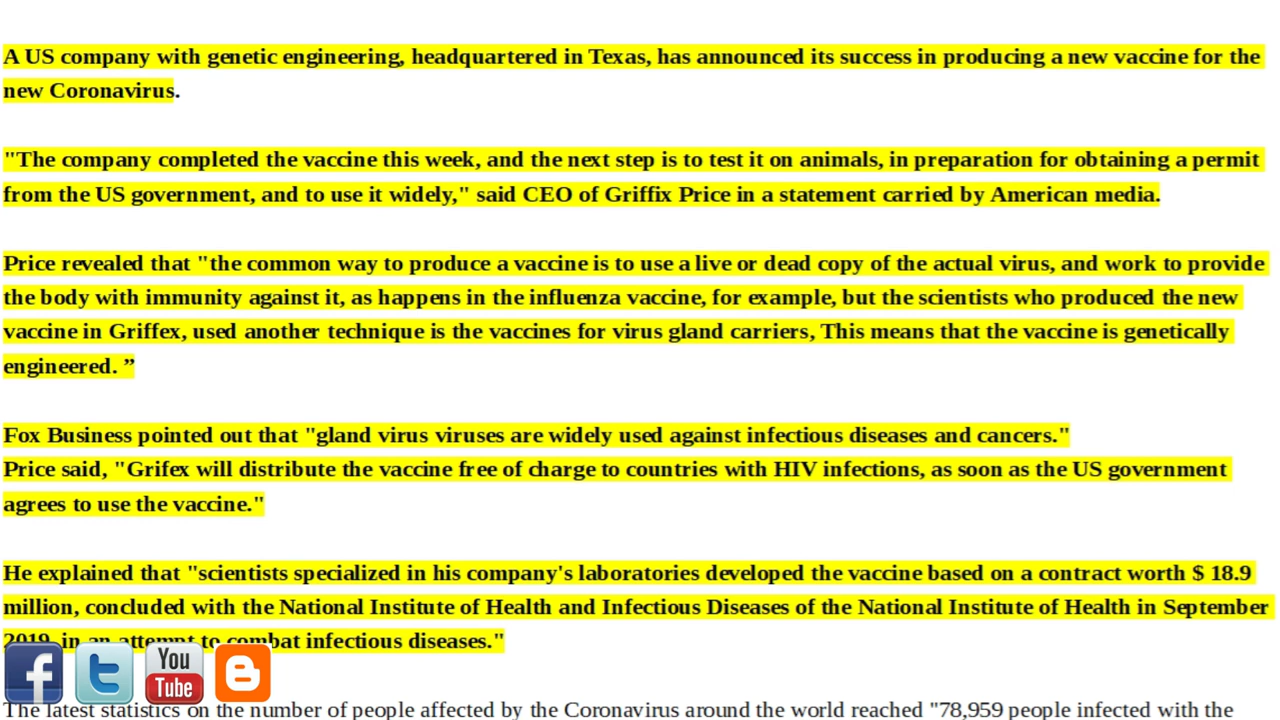 A US company with genetic engineering, headquartered in Texas, has announced its success in producing a new vaccine for the
new Coronavirus.
"The company completed the vaccine this week, and the next step is to test it on animals, in preparation for obtaining a permit
from the US government, and to use it widely," said CEO of Griffix Price in a statement carried by American media.
Price revealed that "the common way to produce a vaccine is to use a live or dead copy of the actual virus, and work to provide
the body with immunity against it, as happens in the influenza vaccine, for example, but the scientists who produced the new
vaccine in Griffex, used another technique is the vaccines for virus gland carriers, This means that the vaccine is genetically
engineered. ”
Fox Business pointed out that "gland virus viruses are widely used against infectious diseases and cancers."
Price said, "Grifex will distribute the vaccine free of charge to countries with HIV infections, as soon as the US government
agrees to use the vaccine."
He explained that "scientists specialized in his company's laboratories developed the vaccine based on a contract worth $ 18.9
million, concluded with the National Institute of Health and Infectious Diseases of the National Institute of Health in September
2019, in an attempt to combat infectious diseases."
You
Tube
The latest statistics on the number of people affected by the Coronavirus around the world reached "78,959 people infected with the